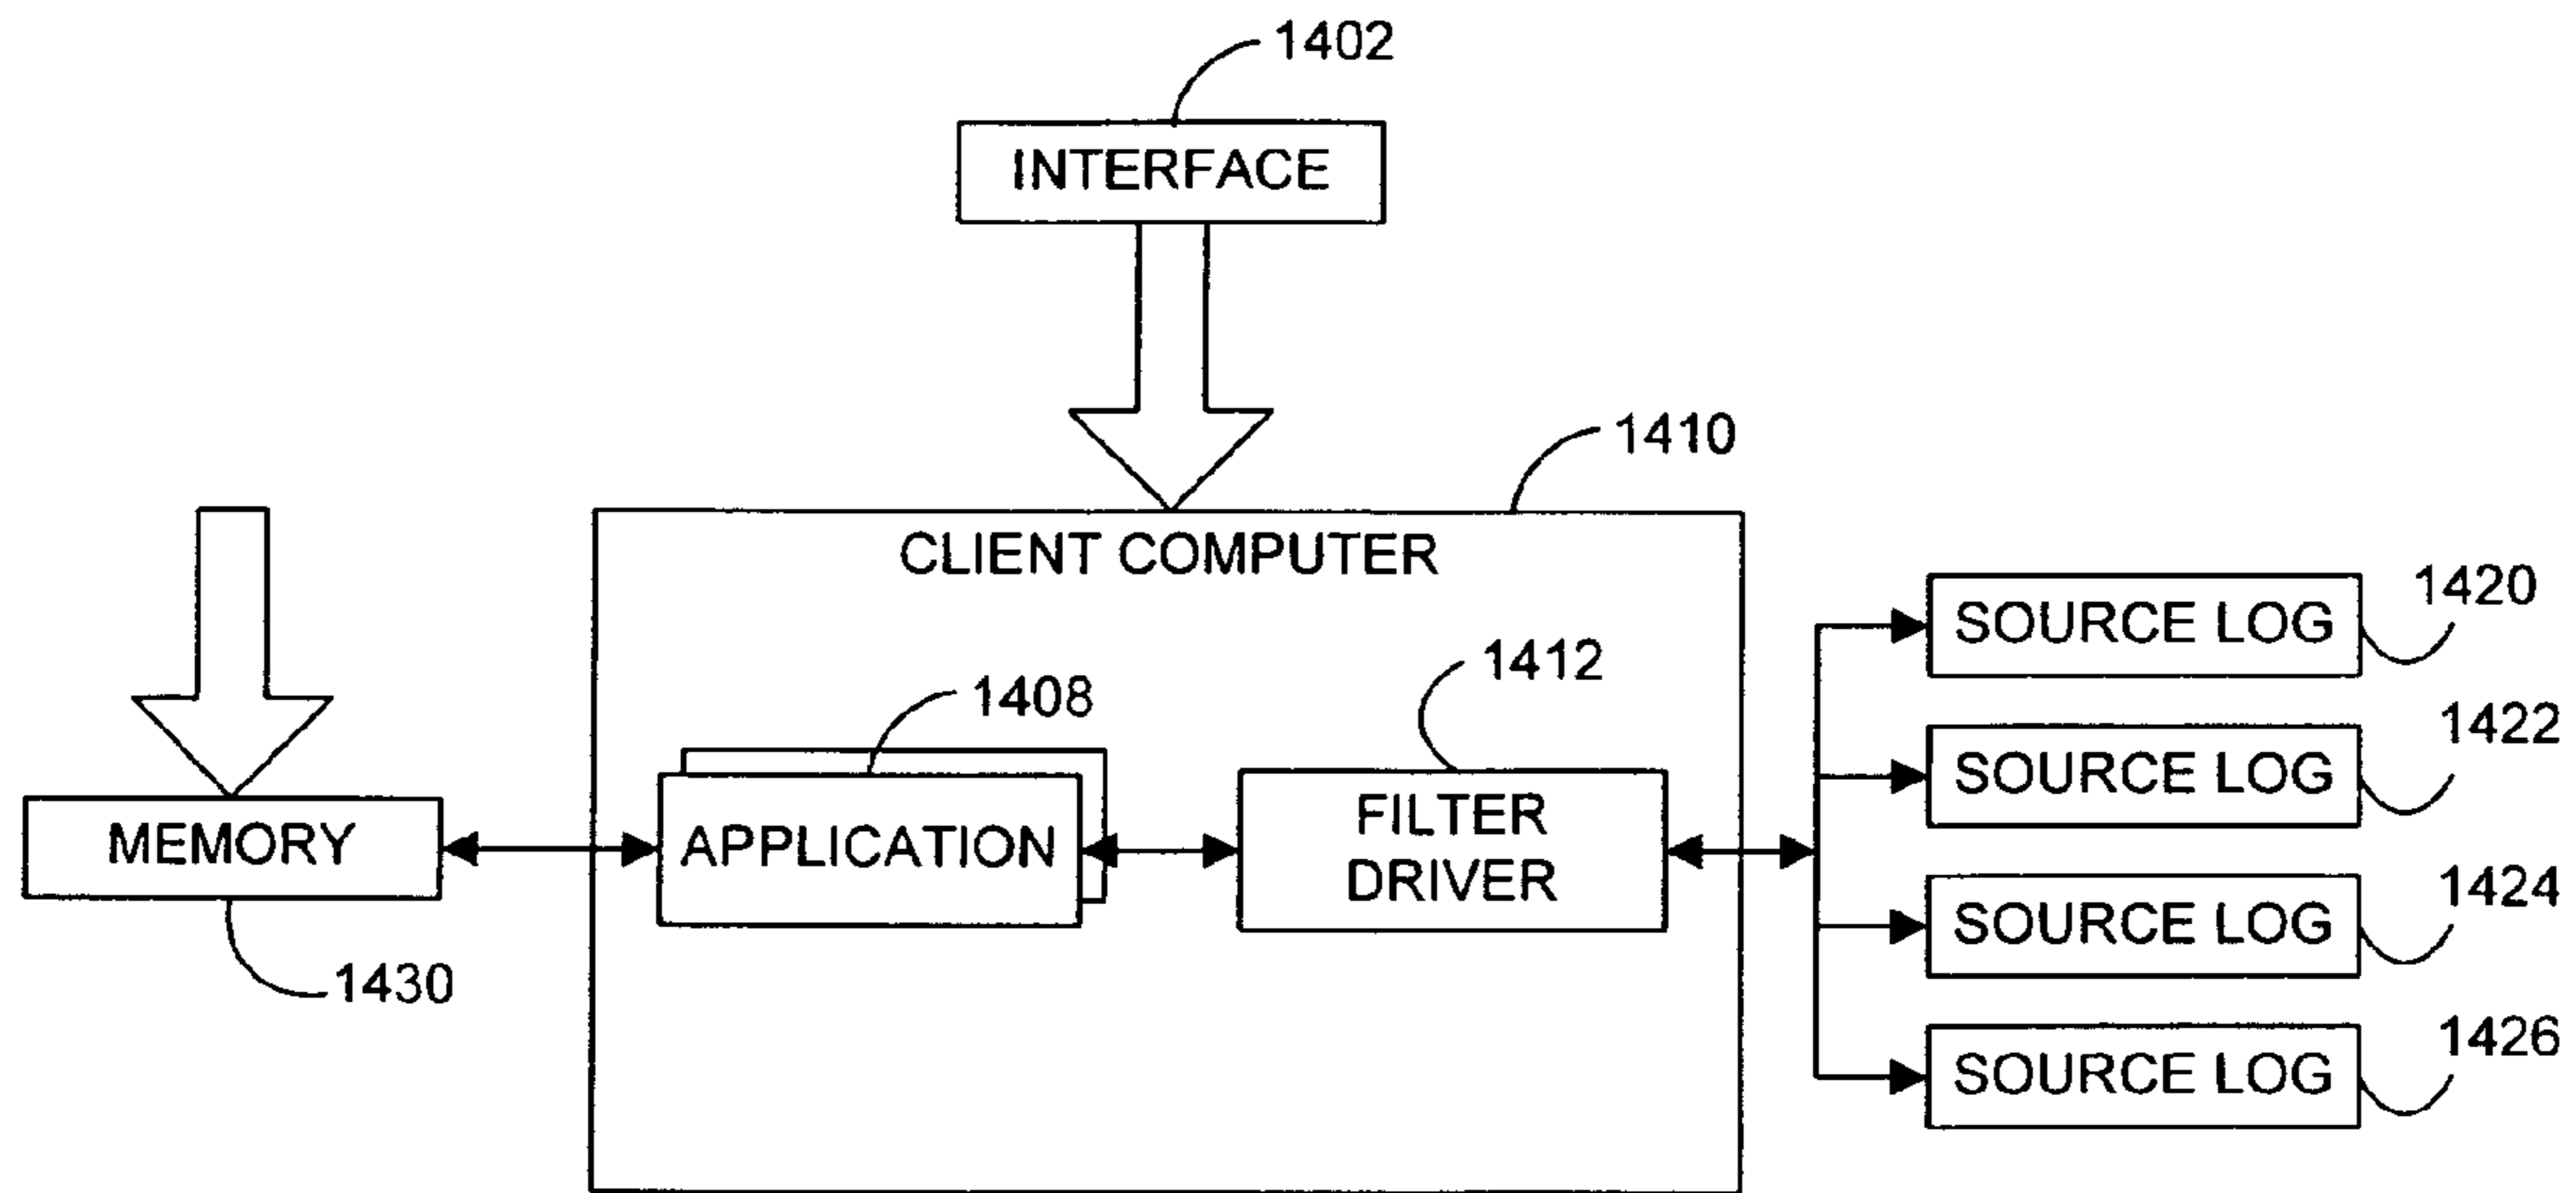 1402
INTERFACE
1410
CLIENT COMPUTER
1408
1412
MEMORY
1430
APPLICATION
FILTER
DRIVER
SOURCE LOG
1420
SOURCE LOG
1422
SOURCE LOG
1424
SOURCE LOG
1426